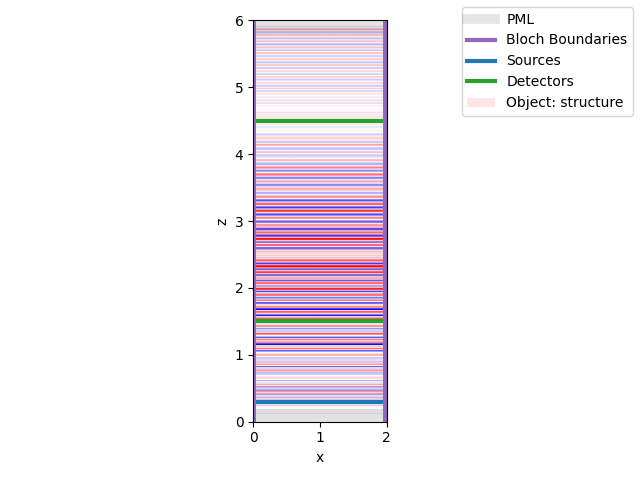 PML
Bloch Boundaries
Sources
Detectors
Object: structure
6
5
4
3
2
1
0
z
0 1 2
x